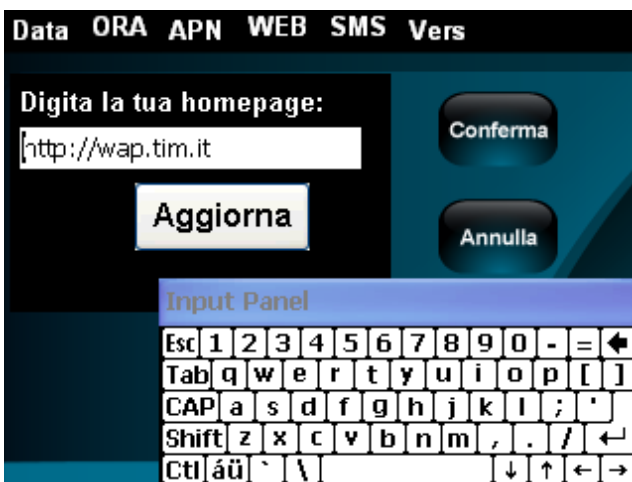 Data ORA APN WEB SMS Vers
Digita la tua homepage:
http://wap.tim.it
Conferma
Aggiorna
Annulla
Input Panel
Esc 1 2 3 4 5 6 7 8 9 0 - = 🡄
Tab q w e r t y u i o p [ ]
CAP a s d f g h j k l ; '
Shift z x c v b n m , . / ↵
Ctl áü ` \ ↓ ↑ ← →